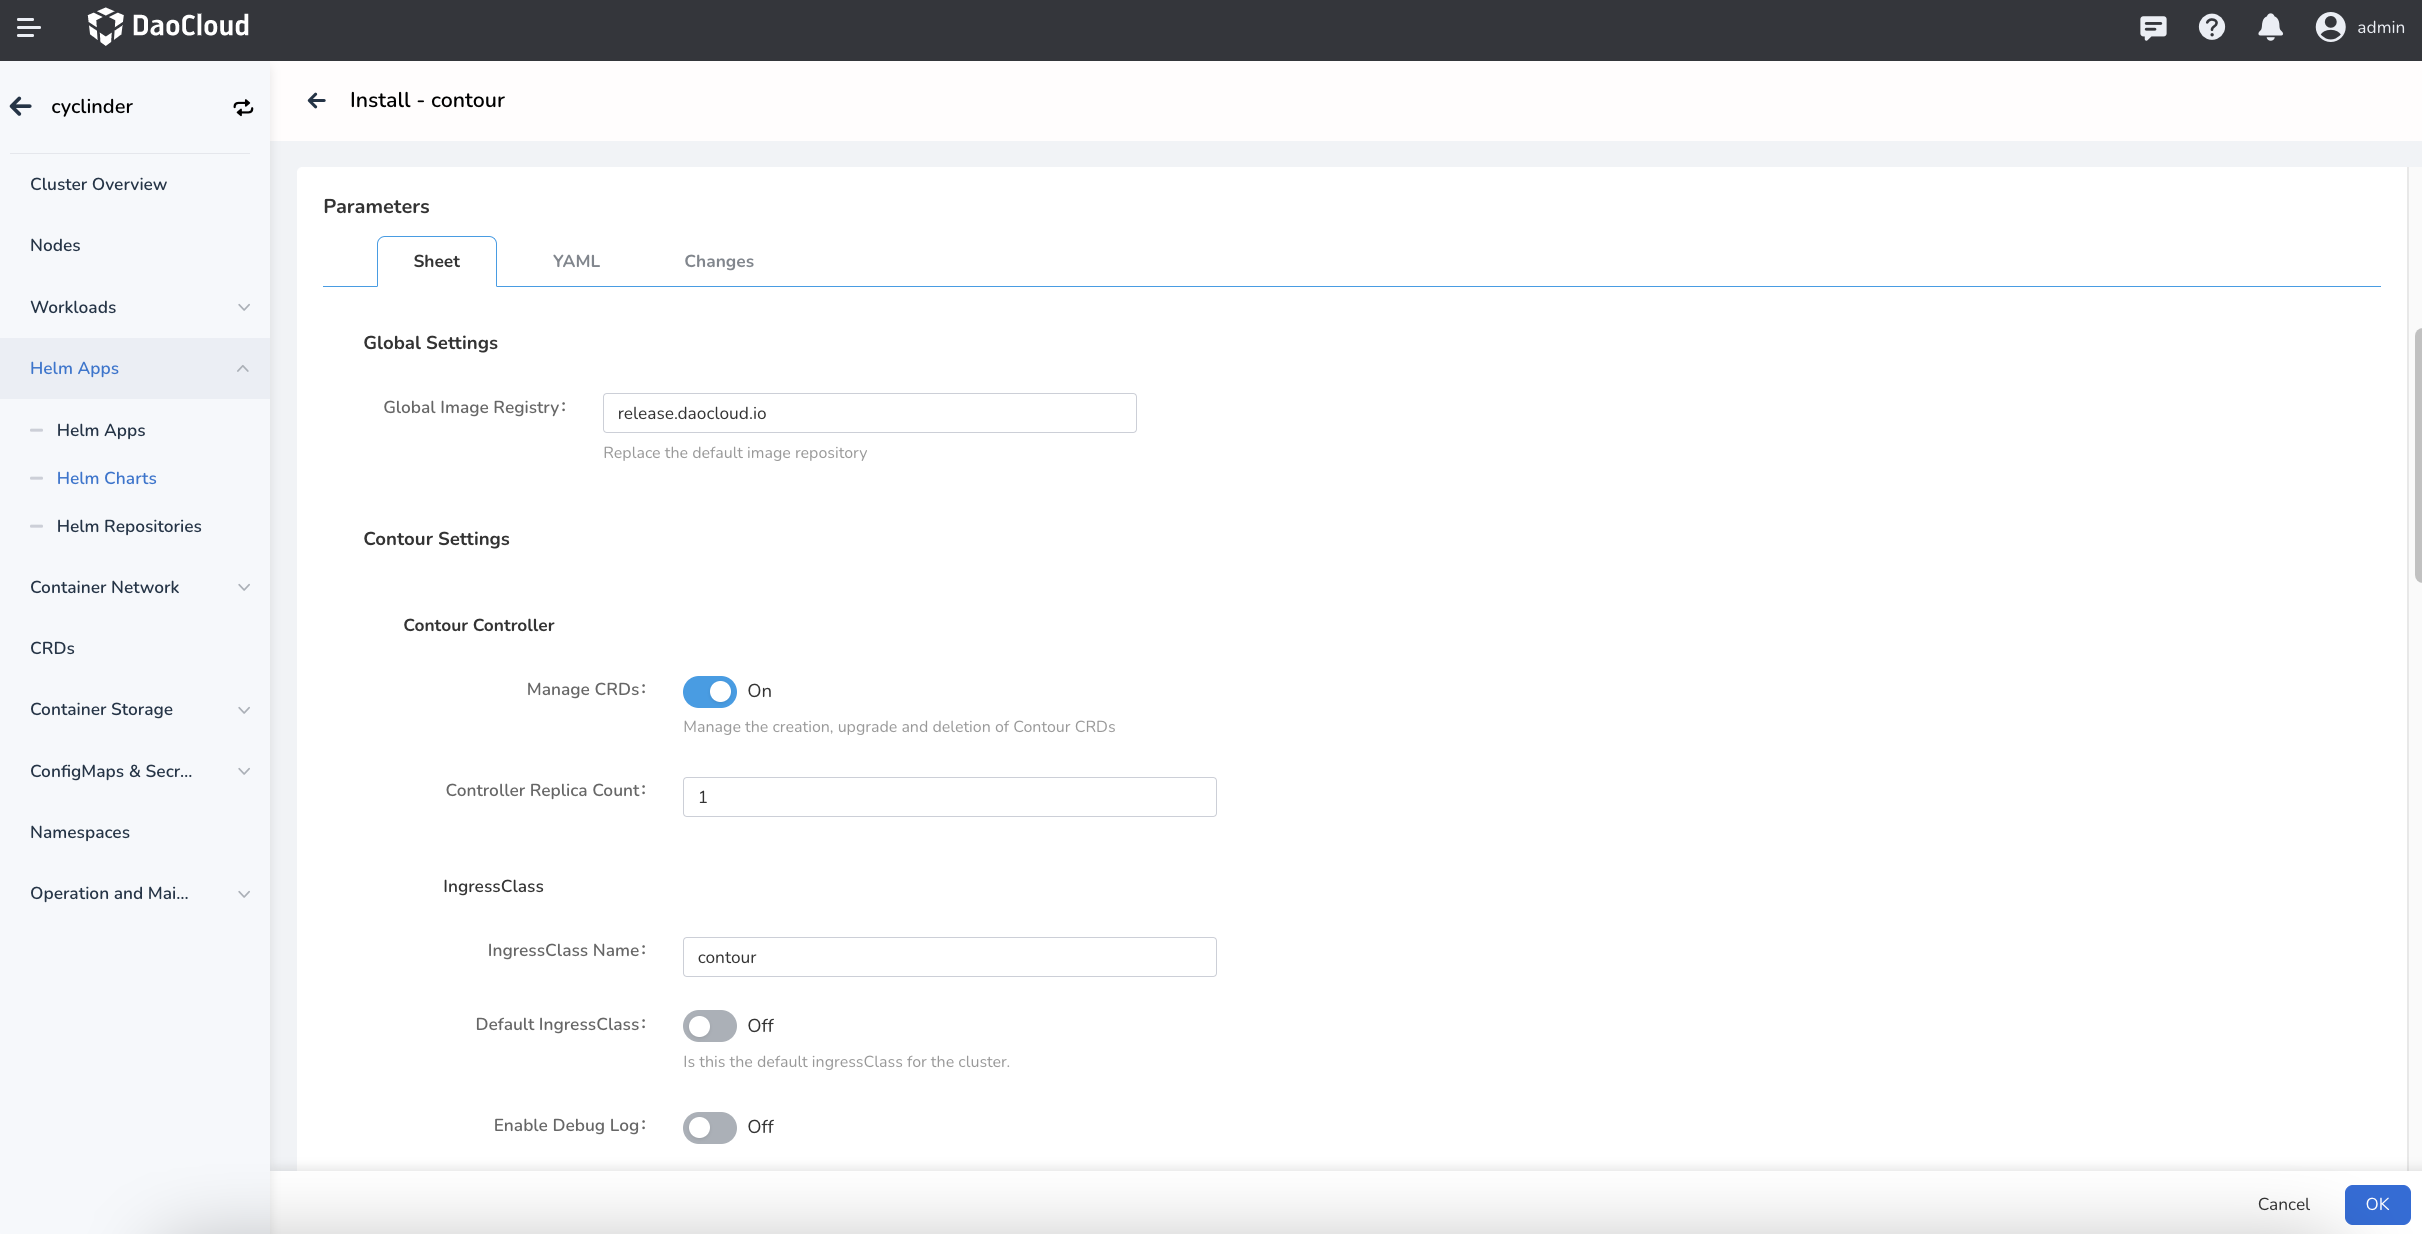 DaoCloud
admin
cyclinder
Cluster Overview
Nodes
Workloads
Helm Apps
Helm Apps
Helm Charts
Helm Repositories
Container Network
CRDs
Container Storage
ConfigMaps & Secr...
Namespaces
Operation and Mai...
Install - contour
Parameters
Sheet YAML Changes
Global Settings
Global Image Registry: release.daocloud.io
Replace the default image repository
Contour Settings
Contour Controller
Manage CRDs: On
Manage the creation, upgrade and deletion of Contour CRDs
Controller Replica Count: 1
IngressClass
IngressClass Name: contour
Default IngressClass: Off
Is this the default ingressClass for the cluster.
Enable Debug Log: Off
Cancel OK